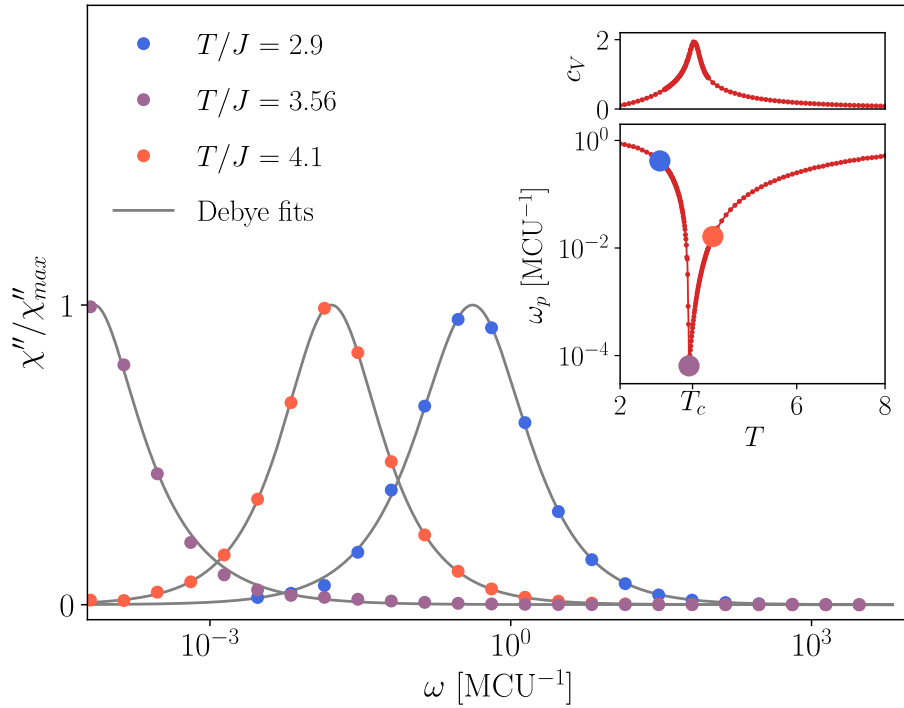 T/J = 2.9
T/J = 3.56
T/J = 4.1
Debye fits
χ''/χ''ₘₐₓ
1
0
10⁻³
10⁰
10³
ω [MCU⁻¹]
2
0
c_V
10⁰
10⁻²
10⁻⁴
ωₚ [MCU⁻¹]
2
T_c
6
8
T